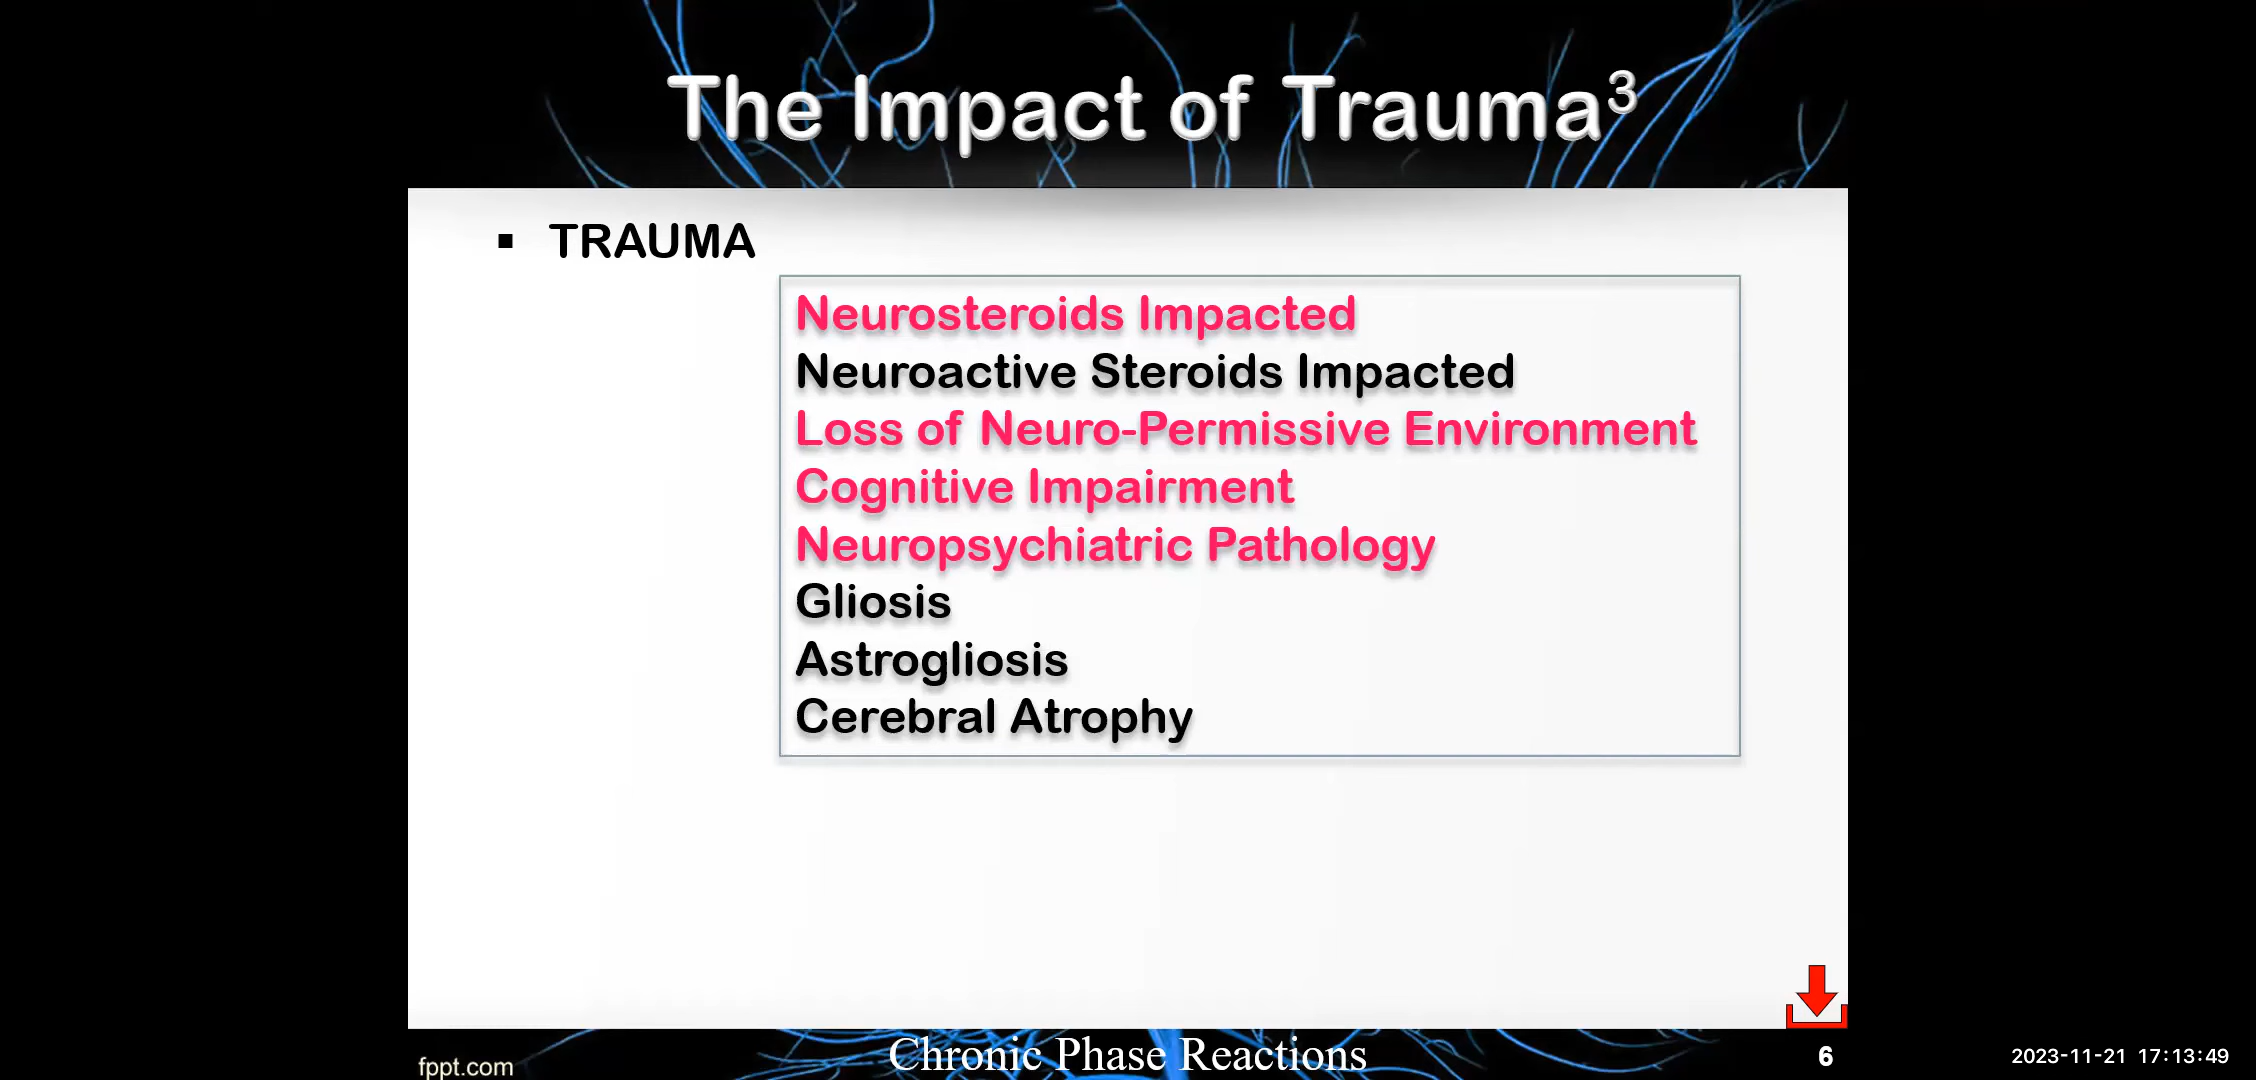 The Impact of Trauma³
▪ TRAUMA
Neurosteroids Impacted
Neuroactive Steroids Impacted
Loss of Neuro-Permissive Environment
Cognitive Impairment
Neuropsychiatric Pathology
Gliosis
Astrogliosis
Cerebral Atrophy
fppt.com
Chronic Phase Reactions
6
2023-11-21 17:13:49